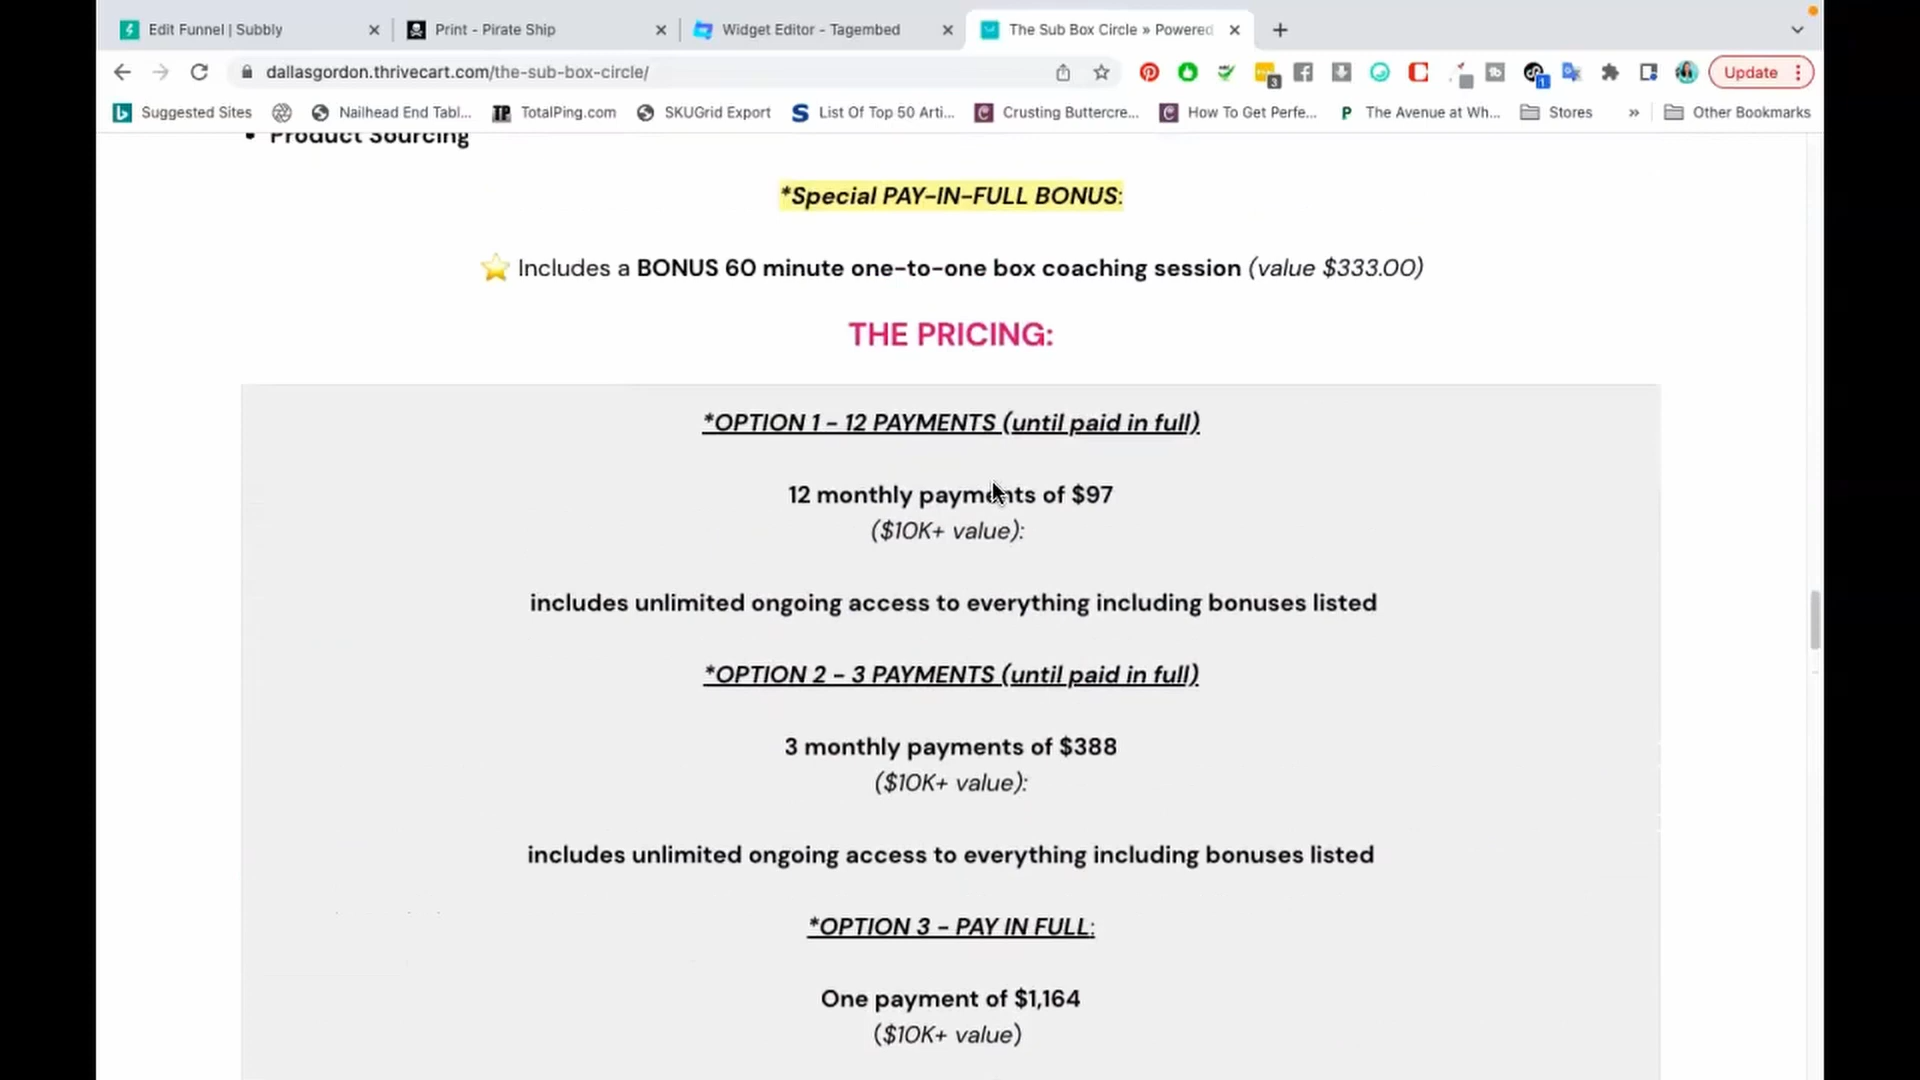 Edit Funnel | Subbly
Print - Pirate Ship
Widget Editor - Tagembed
The Sub Box Circle » Powered
dallasgordon.thrivecart.com/the-sub-box-circle/
Update
Suggested Sites
Nailhead End Tabl...
TotalPing.com
SKUGrid Export
List Of Top 50 Arti...
Crusting Buttercre...
How To Get Perfe...
The Avenue at Wh...
Stores
»
Other Bookmarks
• Product Sourcing
*Special PAY-IN-FULL BONUS:
Includes a BONUS 60 minute one-to-one box coaching session (value $333.00)
THE PRICING:
*OPTION 1 - 12 PAYMENTS (until paid in full)
12 monthly payments of $97
($10K+ value):
includes unlimited ongoing access to everything including bonuses listed
*OPTION 2 - 3 PAYMENTS (until paid in full)
3 monthly payments of $388
($10K+ value):
includes unlimited ongoing access to everything including bonuses listed
*OPTION 3 - PAY IN FULL:
One payment of $1,164
($10K+ value)